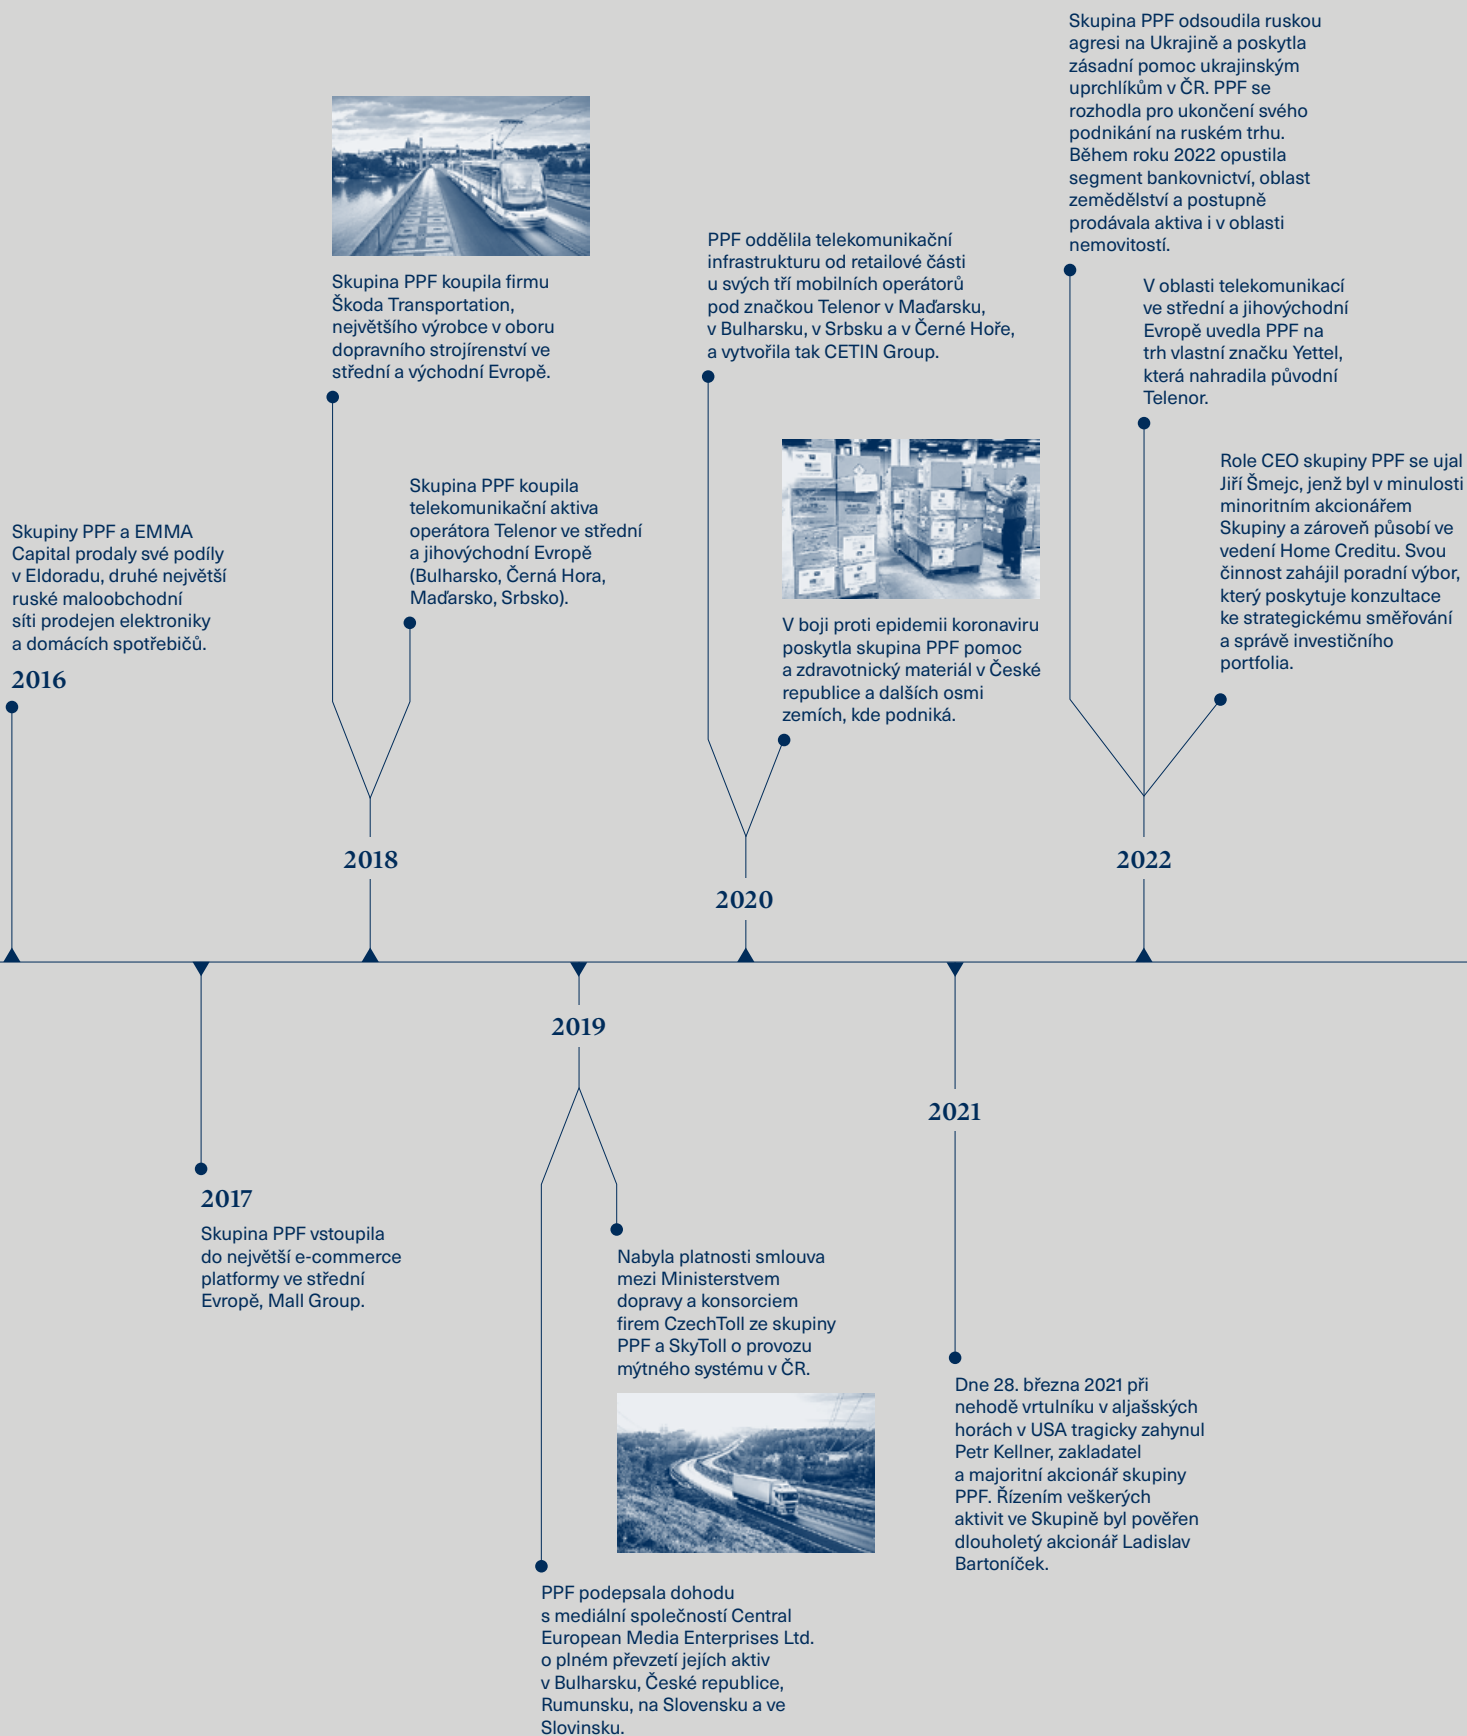 Skupiny PPF a EMMA
Capital prodaly své podíly
v Eldoradu, druhé největší
ruské maloobchodní
síti prodejen elektroniky
a domácích spotřebičů.
2016
2017
Skupina PPF vstoupila
do největší e-commerce
platformy ve střední
Evropě, Mall Group.
Skupina PPF koupila firmu
Škoda Transportation,
největšího výrobce v oboru
dopravního strojírenství ve
střední a východní Evropě.
Skupina PPF koupila
telekomunikační aktiva
operátora Telenor ve střední
a jihovýchodní Evropě
(Bulharsko, Černá Hora,
Maďarsko, Srbsko).
2018
2019
Nabyla platnosti smlouva
mezi Ministerstvem
dopravy a konsorciem
firem CzechToll ze skupiny
PPF a SkyToll o provozu
mýtného systému v ČR.
PPF podepsala dohodu
s mediální společností Central
European Media Enterprises Ltd.
o plném převzetí jejích aktiv
v Bulharsku, České republice,
Rumunsku, na Slovensku a ve
Slovinsku.
PPF oddělila telekomunikační
infrastrukturu od retailové části
u svých tří mobilních operátorů
pod značkou Telenor v Maďarsku,
v Bulharsku, v Srbsku a v Černé Hoře,
a vytvořila tak CETIN Group.
V boji proti epidemii koronaviru
poskytla skupina PPF pomoc
a zdravotnický materiál v České
republice a dalších osmi
zemích, kde podniká.
2020
2021
Dne 28. března 2021 při
nehodě vrtulníku v aljašských
horách v USA tragicky zahynul
Petr Kellner, zakladatel
a majoritní akcionář skupiny
PPF. Řízením veškerých
aktivit ve Skupině byl pověřen
dlouholetý akcionář Ladislav
Bartoníček.
Skupina PPF odsoudila ruskou
agresi na Ukrajině a poskytla
zásadní pomoc ukrajinským
uprchlíkům v ČR. PPF se
rozhodla pro ukončení svého
podnikání na ruském trhu.
Během roku 2022 opustila
segment bankovnictví, oblast
zemědělství a postupně
prodávala aktiva i v oblasti
nemovitostí.
V oblasti telekomunikací
ve střední a jihovýchodní
Evropě uvedla PPF na
trh vlastní značku Yettel,
která nahradila původní
Telenor.
Role CEO skupiny PPF se ujal
Jiří Šmejc, jenž byl v minulosti
minoritním akcionářem
Skupiny a zároveň působí ve
vedení Home Creditu. Svou
činnost zahájil poradní výbor,
který poskytuje konzultace
ke strategickému směřování
a správě investičního
portfolia.
2022